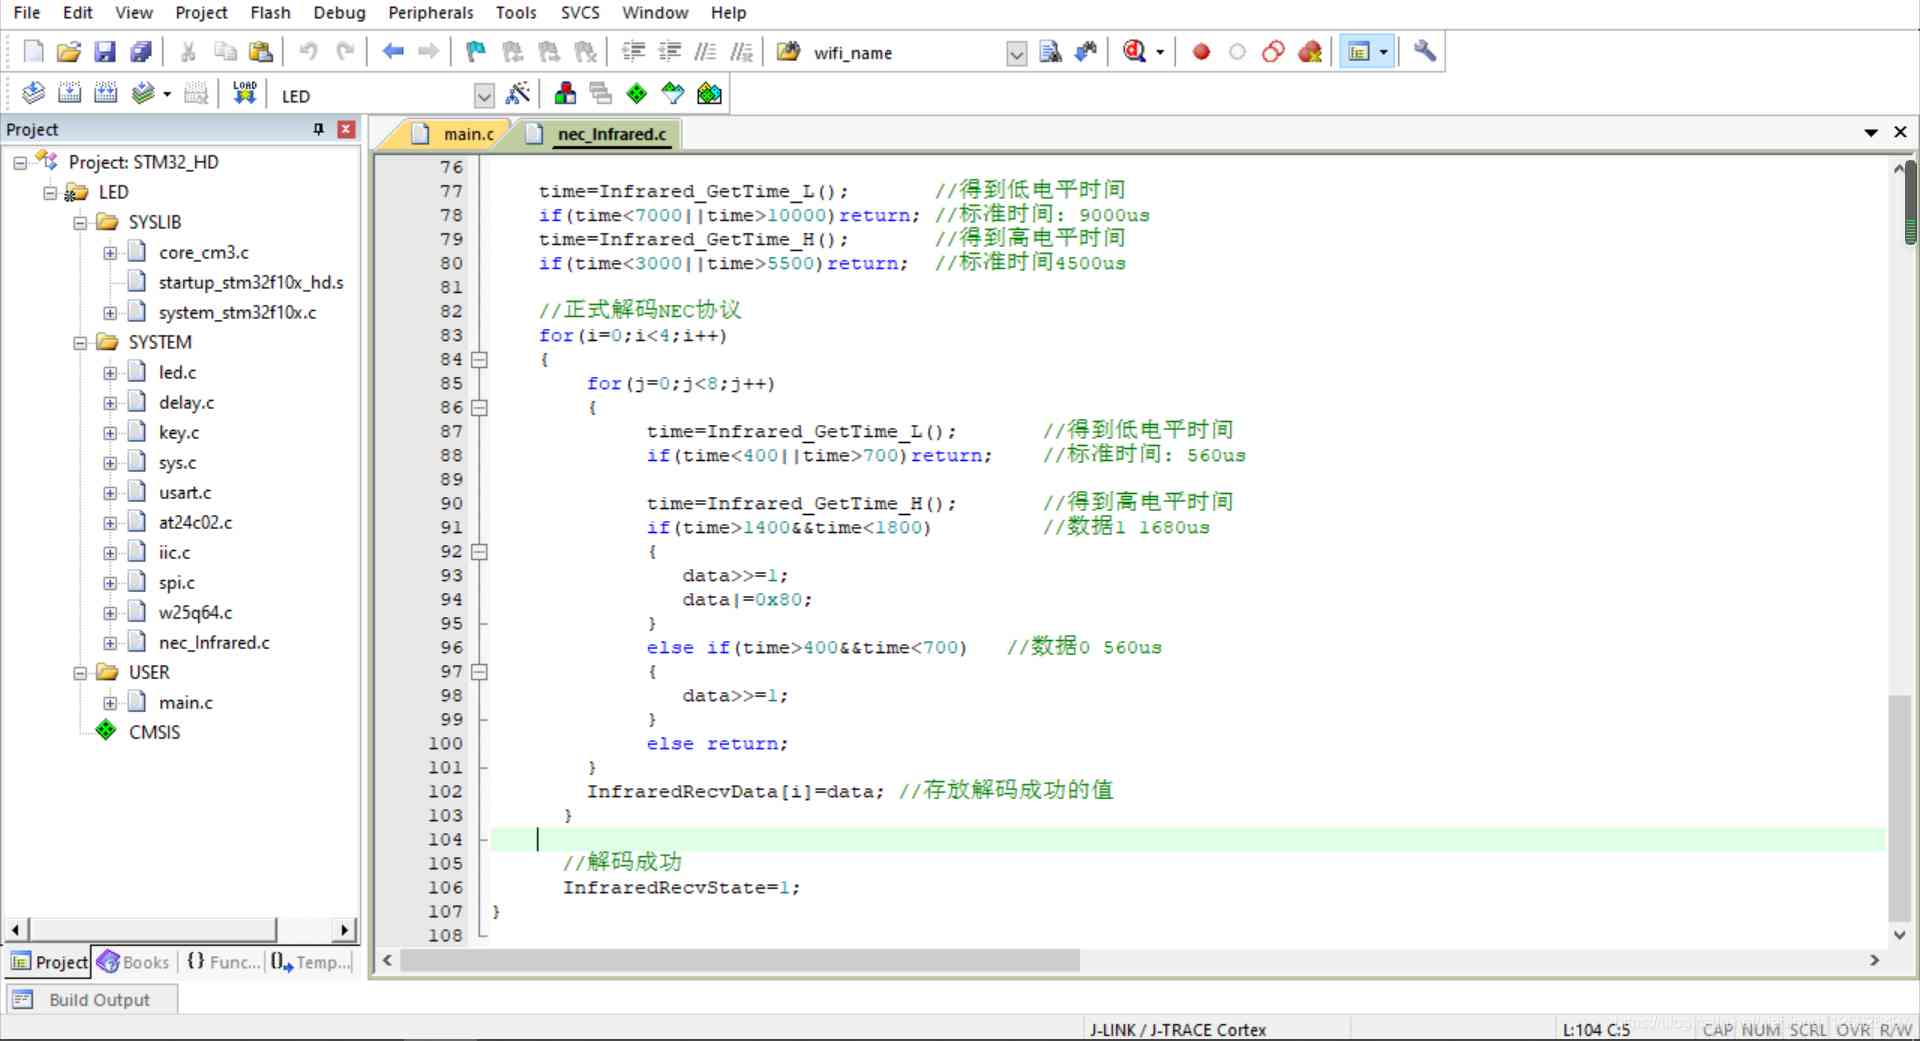 File Edit View Project Flash Debug Peripherals Tools SVCS Window Help
wifi_name
LOAD LED
Project
main.c nec_Infrared.c
Project: STM32_HD
LED
SYSLIB
core_cm3.c
startup_stm32f10x_hd.s
system_stm32f10x.c
SYSTEM
led.c
delay.c
key.c
sys.c
usart.c
at24c02.c
iic.c
spi.c
w25q64.c
nec_Infrared.c
USER
main.c
CMSIS
76
77 time=Infrared_GetTime_L(); //得到低电平时间
78 if(time<7000||time>10000)return; //标准时间: 9000us
79 time=Infrared_GetTime_H(); //得到高电平时间
80 if(time<3000||time>5500)return; //标准时间4500us
81
82 //正式解码NEC协议
83 for(i=0;i<4;i++)
84 {
85 for(j=0;j<8;j++)
86 {
87 time=Infrared_GetTime_L(); //得到低电平时间
88 if(time<400||time>700)return; //标准时间: 560us
89
90 time=Infrared_GetTime_H(); //得到高电平时间
91 if(time>1400&&time<1800) //数据1 1680us
92 {
93 data>>=1;
94 data|=0x80;
95 }
96 else if(time>400&&time<700) //数据0 560us
97 {
98 data>>=1;
99 }
100 else return;
101 }
102 InfraredRecvData[i]=data; //存放解码成功的值
103 }
104
105 //解码成功
106 InfraredRecvState=1;
107 }
108
Project Books {} Func... Temp...
Build Output
J-LINK / J-TRACE Cortex L:104 C:5 CAP NUM SCRL OVR R/W